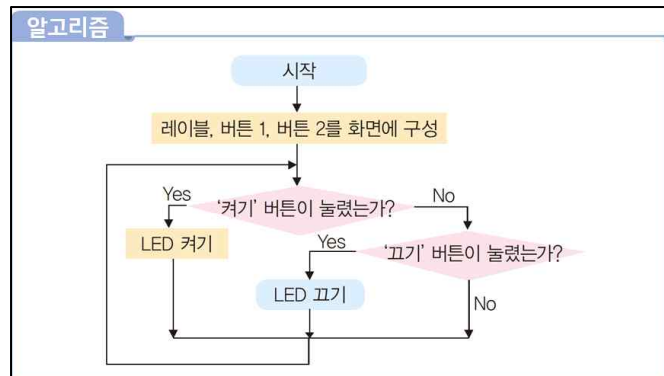 알고리즘
시작
레이블, 버튼 1, 버튼 2를 화면에 구성
Yes
'켜기' 버튼이 눌렸는가?
No
LED 켜기
Yes
'끄기' 버튼이 눌렸는가?
LED 끄기
No